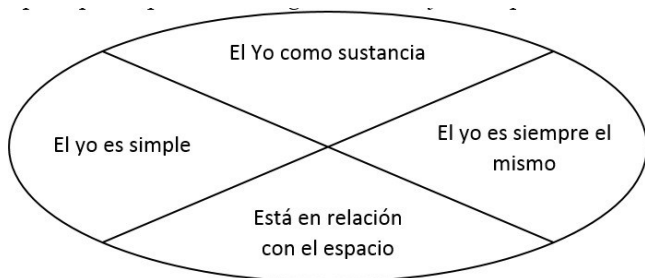 El Yo como sustancia
El yo es simple
El yo es siempre el
mismo
Está en relación
con el espacio